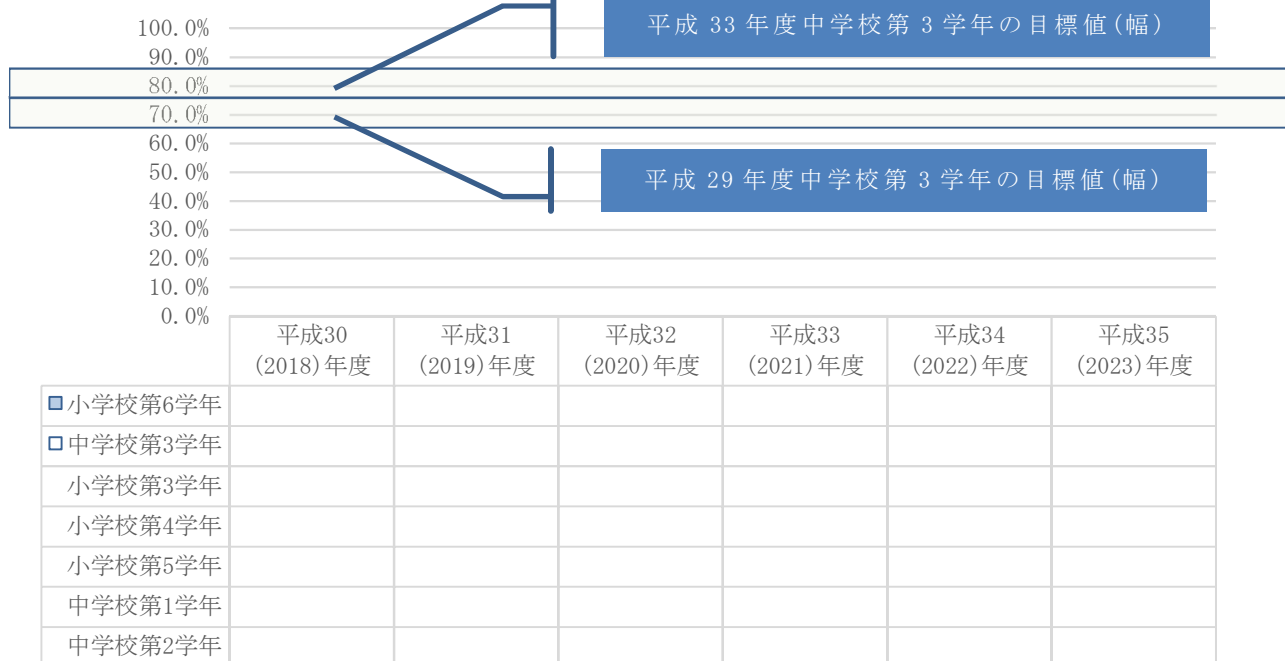 平成 33 年度中学校第 3 学年の目標値(幅)
100.0%
90.0%
80.0%
70.0%
60.0%
50.0%
平成 29 年度中学校第 3 学年の目標値(幅)
40.0%
30.0%
20.0%
10.0%
0.0%
平成30 平成31 平成32 平成33 平成34 平成35
(2018)年度 (2019)年度 (2020)年度 (2021)年度 (2022)年度 (2023)年度
小学校第6学年
中学校第3学年
小学校第3学年
小学校第4学年
小学校第5学年
中学校第1学年
中学校第2学年